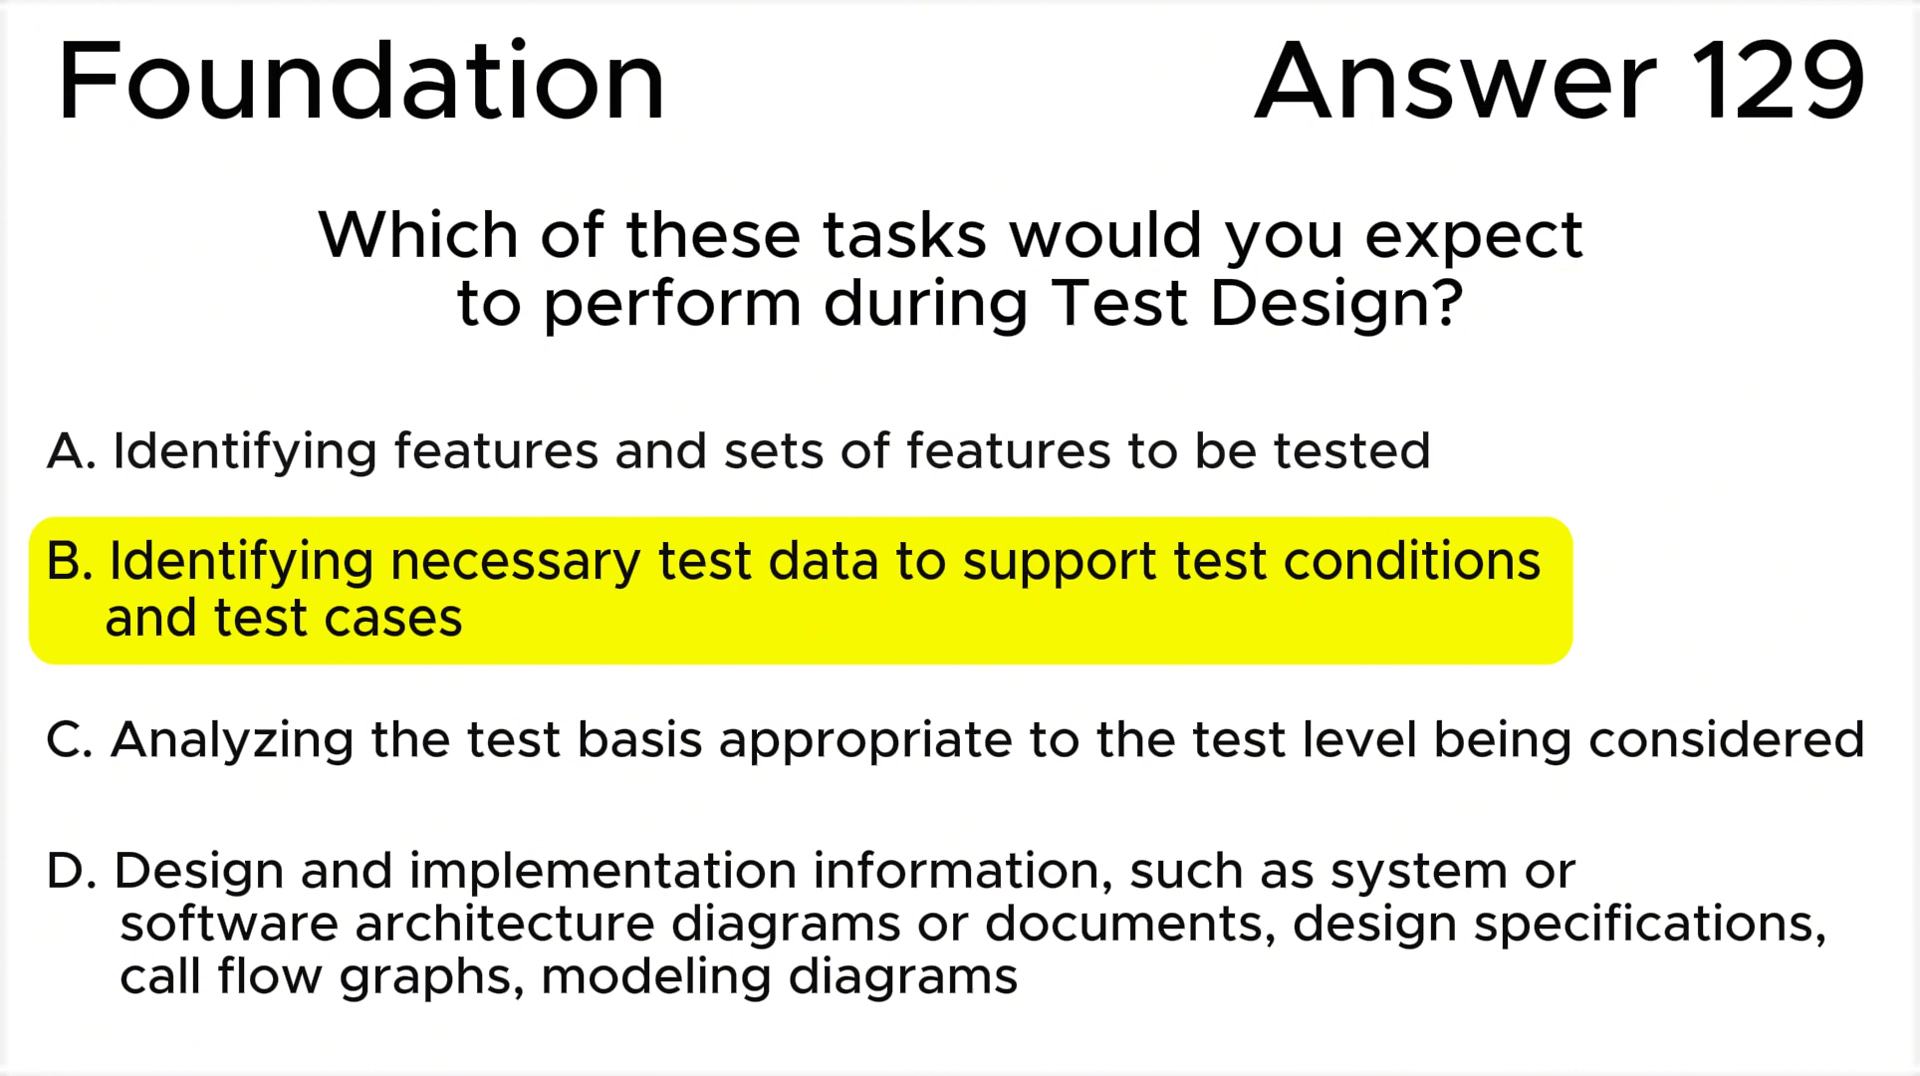 Foundation
Answer 129
Which of these tasks would you expect
to perform during Test Design?
A. Identifying features and sets of features to be tested
B. Identifying necessary test data to support test conditions
and test cases
C. Analyzing the test basis appropriate to the test level being considered
D. Design and implementation information, such as system or
software architecture diagrams or documents, design specifications,
call flow graphs, modeling diagrams